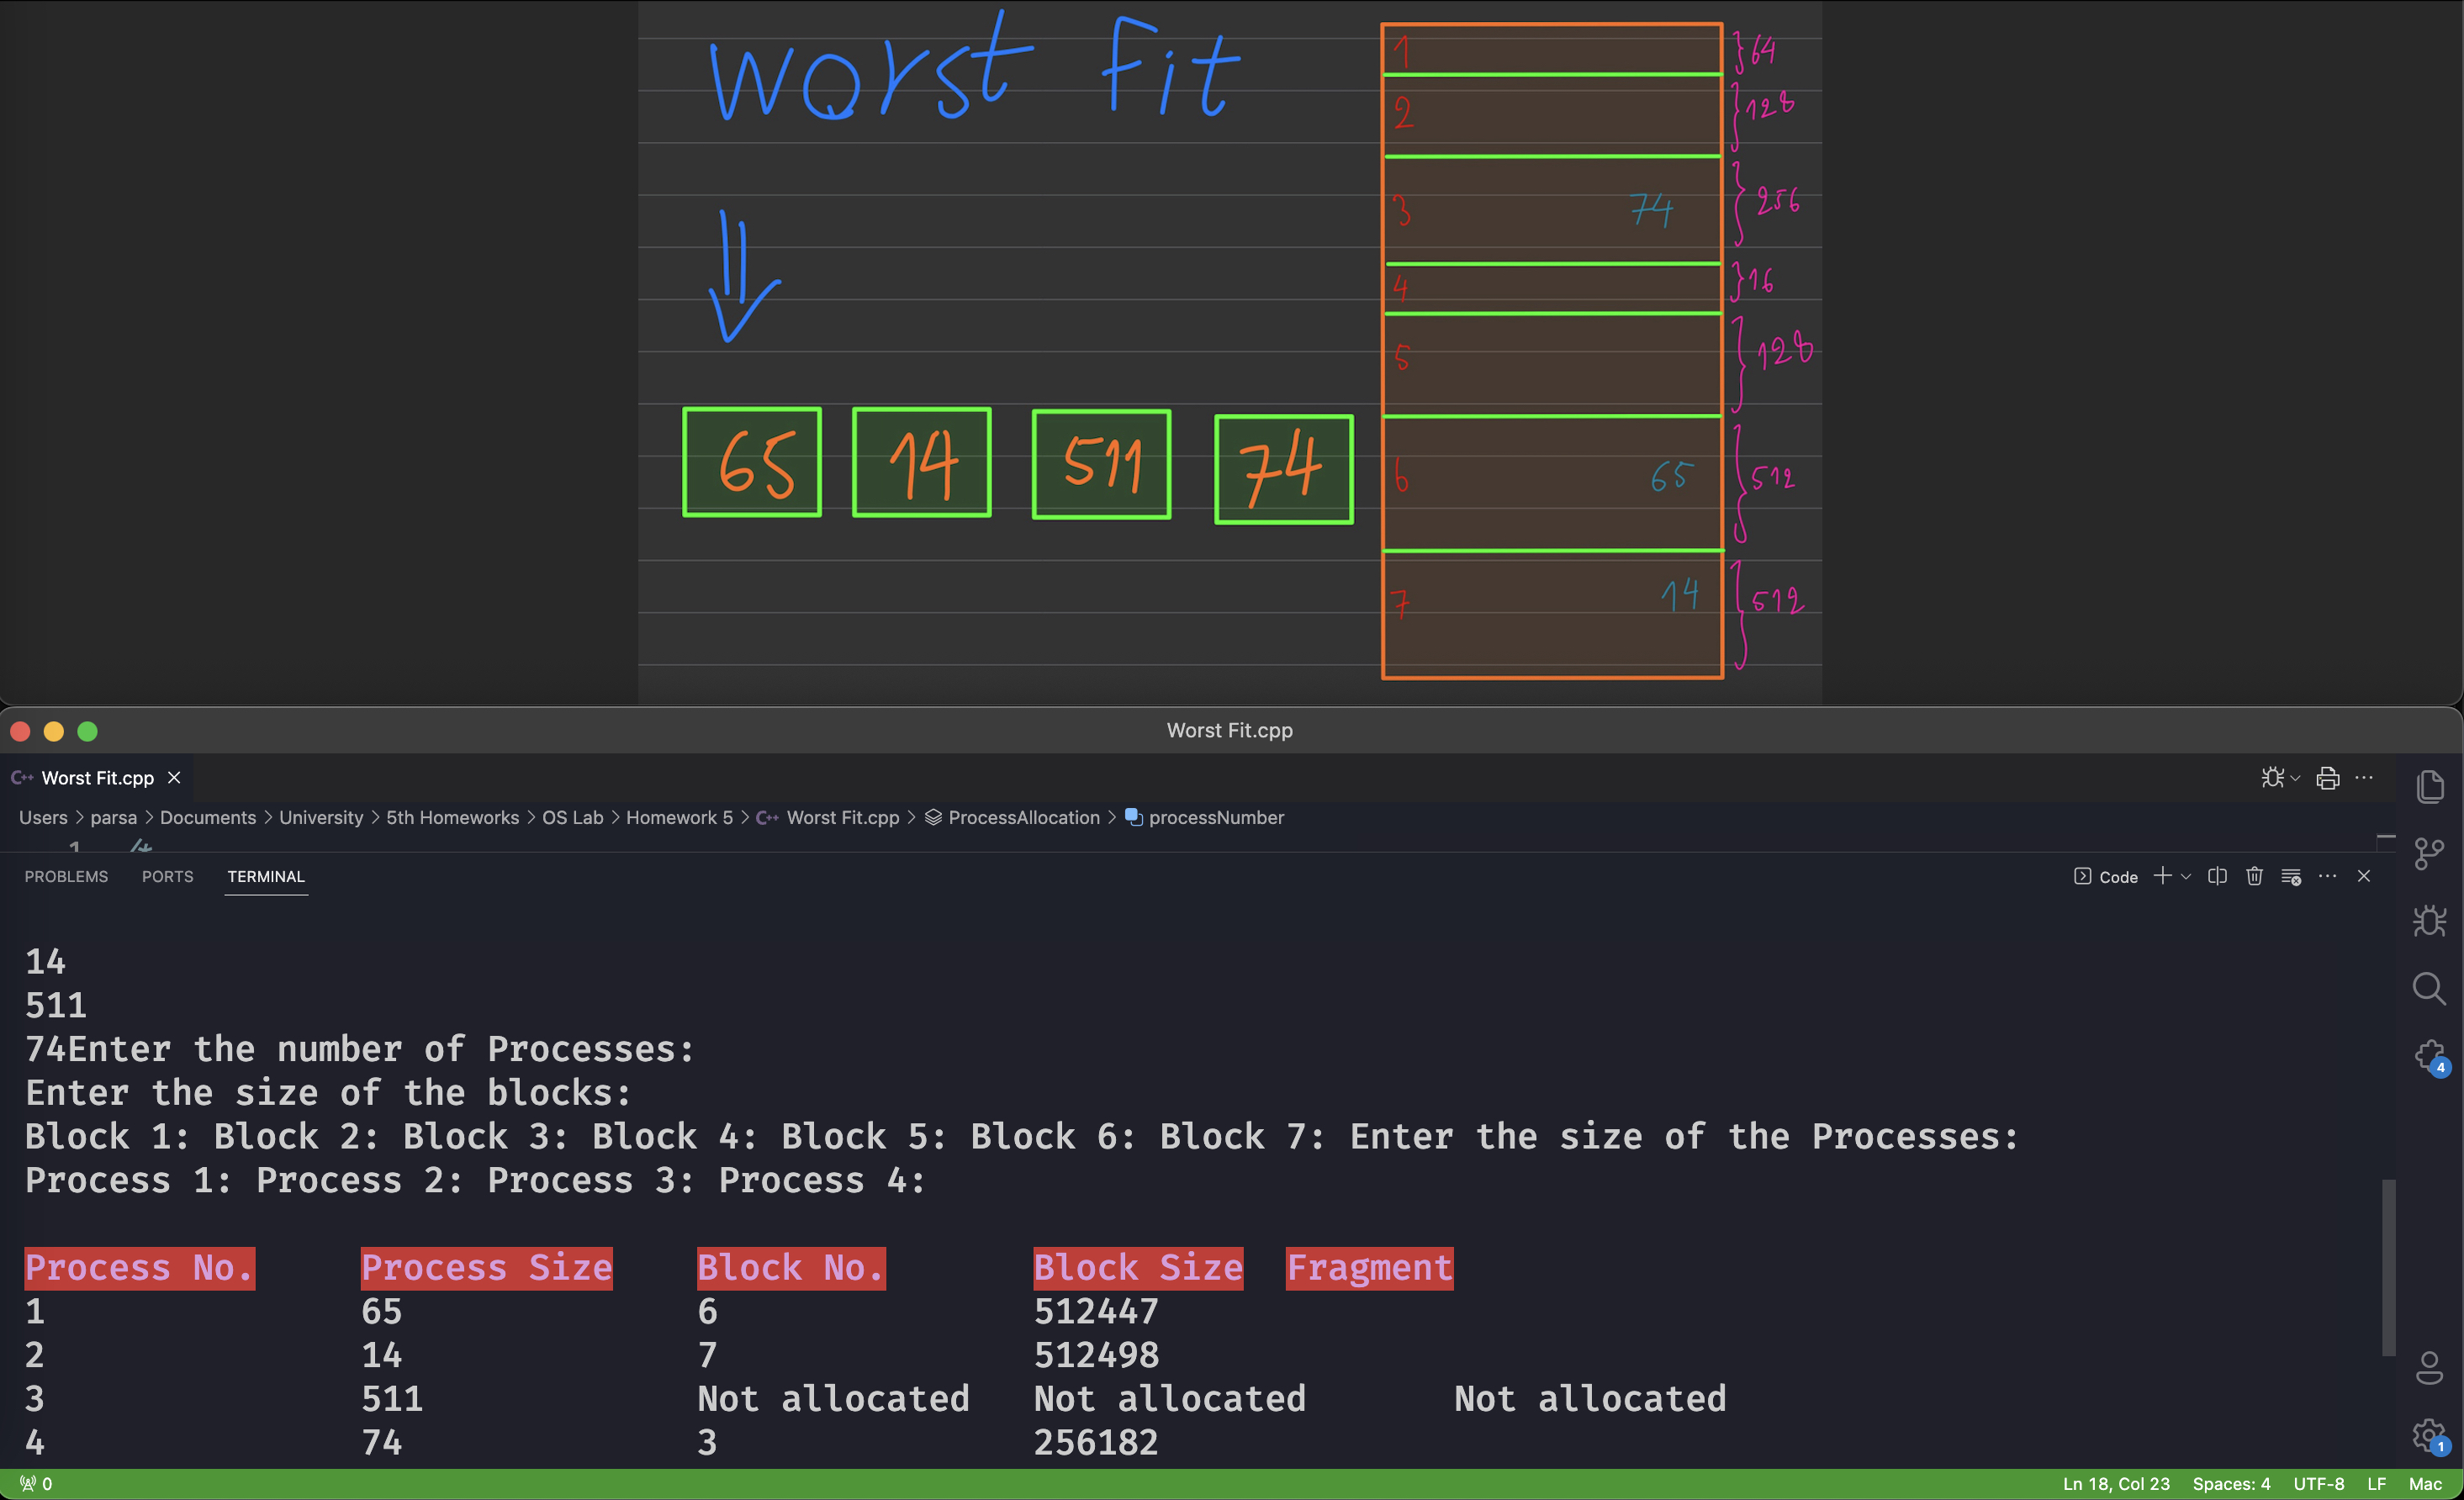 Worst Fit
1 }64
2 }128
3 74 }256
4 }16
5 }128
65 14 511 74
6 65 }512
7 14 }512
Worst Fit.cpp
C++ Worst Fit.cpp
Users > parsa > Documents > University > 5th Homeworks > OS Lab > Homework 5 > C++ Worst Fit.cpp > ProcessAllocation > processNumber
1 /*
PROBLEMS PORTS TERMINAL Code
14
511
74Enter the number of Processes:
Enter the size of the blocks:
Block 1: Block 2: Block 3: Block 4: Block 5: Block 6: Block 7: Enter the size of the Processes:
Process 1: Process 2: Process 3: Process 4:
Process No. Process Size Block No. Block Size Fragment
1 65 6 512447
2 14 7 512498
3 511 Not allocated Not allocated Not allocated
4 74 3 256182
4
1
0 Ln 18, Col 23 Spaces: 4 UTF-8 LF Mac